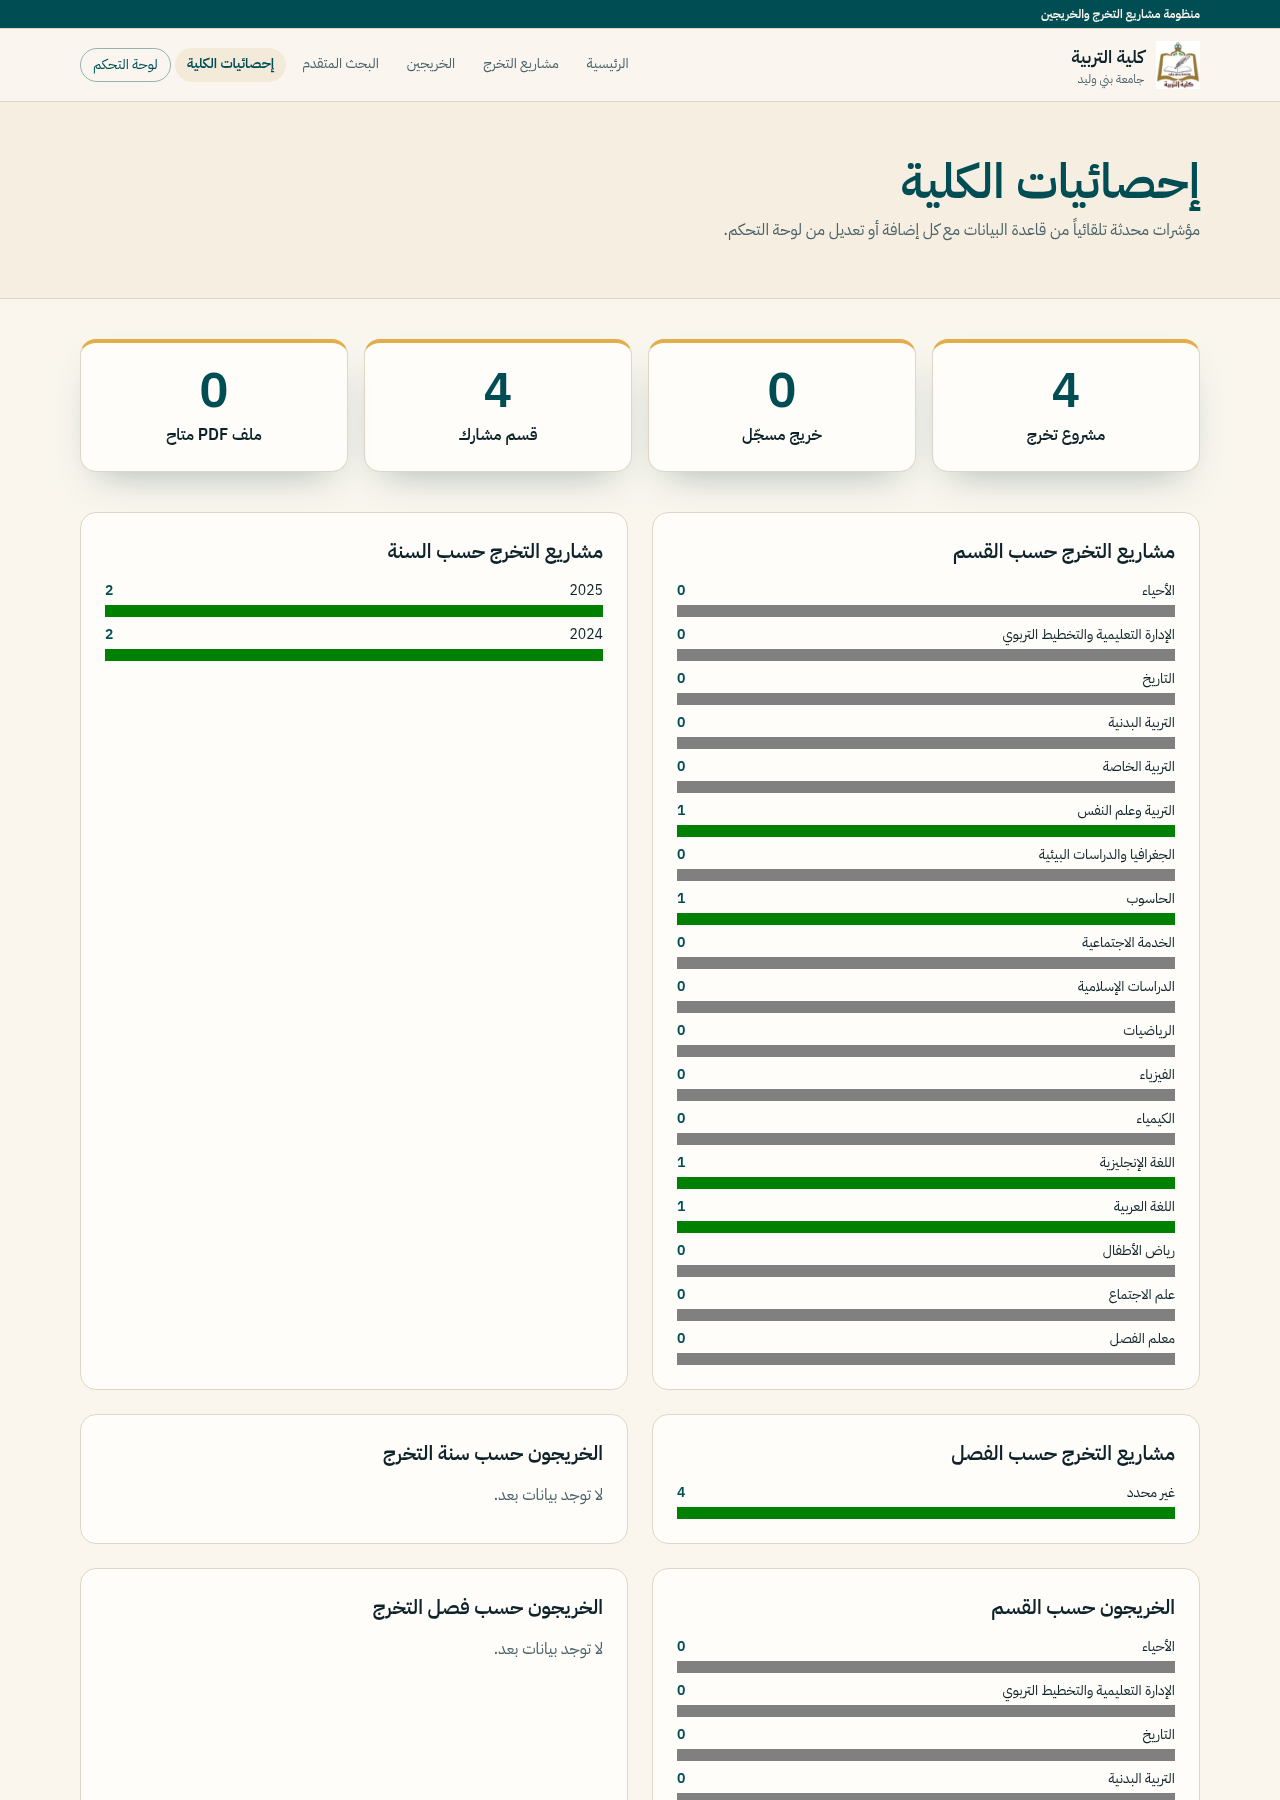 منظومة مشاريع التخرج والخريجين
كلية التربية
جامعة بني وليد
الرئيسية
مشاريع التخرج
الخريجين
البحث المتقدم
إحصائيات الكلية
لوحة التحكم
إحصائيات الكلية
مؤشرات محدثة تلقائياً من قاعدة البيانات مع كل إضافة أو تعديل من لوحة التحكم.
4
مشروع تخرج
0
خريج مسجّل
4
قسم مشارك
0
ملف PDF متاح
مشاريع التخرج حسب القسم
الأحياء 0
الإدارة التعليمية والتخطيط التربوي 0
التاريخ 0
التربية البدنية 0
التربية الخاصة 0
التربية وعلم النفس 1
الجغرافيا والدراسات البيئية 0
الحاسوب 1
الخدمة الاجتماعية 0
الدراسات الإسلامية 0
الرياضيات 0
الفيزياء 0
الكيمياء 0
اللغة الإنجليزية 1
اللغة العربية 1
رياض الأطفال 0
علم الاجتماع 0
معلم الفصل 0
مشاريع التخرج حسب السنة
2025 2
2024 2
مشاريع التخرج حسب الفصل
غير محدد 4
الخريجون حسب سنة التخرج
لا توجد بيانات بعد.
الخريجون حسب القسم
الأحياء 0
الإدارة التعليمية والتخطيط التربوي 0
التاريخ 0
التربية البدنية 0
الخريجون حسب فصل التخرج
لا توجد بيانات بعد.